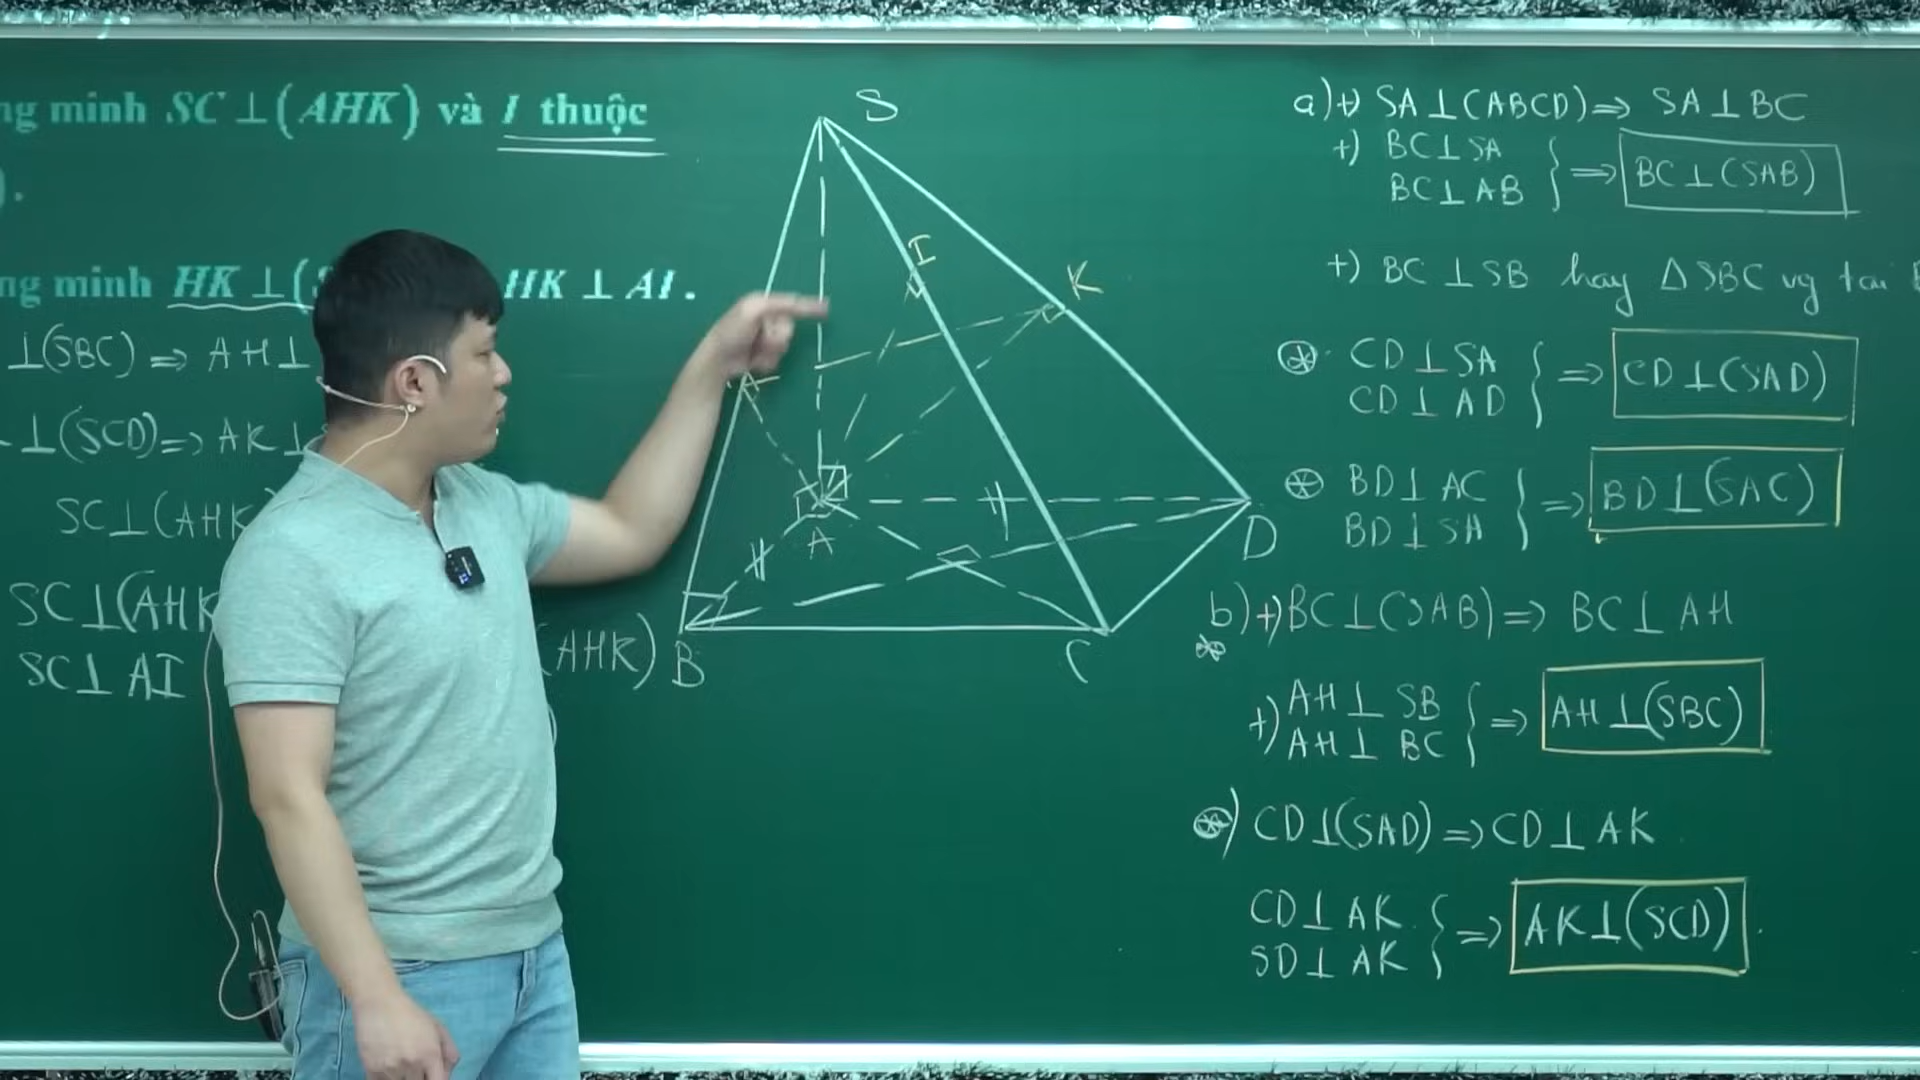 ng minh SC ⊥ (AHK) và I thuộc
).
ng minh HK ⊥ ( HK ⊥ AI.
⊥(SBC) ⇒ AH⊥
⊥(SCD)⇒ AK⊥
SC⊥(AHK
SC⊥(AHK
(AHK)
SC⊥ AI
S
I
K
A
D
B
C
a)+) SA⊥(ABCD)⇒ SA⊥BC
+) BC⊥SA
BC⊥AB } ⇒ BC⊥(SAB)
+) BC⊥SB hay ΔSBC vg tại
⊛ CD⊥SA
CD⊥AD } ⇒ CD⊥(SAD)
⊛ BD⊥AC
BD⊥SA } ⇒ BD⊥(SAC)
b)+)BC⊥(SAB)⇒ BC⊥AH
+) AH⊥ SB
AH⊥ BC } ⇒ AH⊥(SBC)
⊛) CD⊥(SAD)⇒CD⊥AK.
CD⊥AK
SD⊥AK } ⇒ AK⊥(SCD).